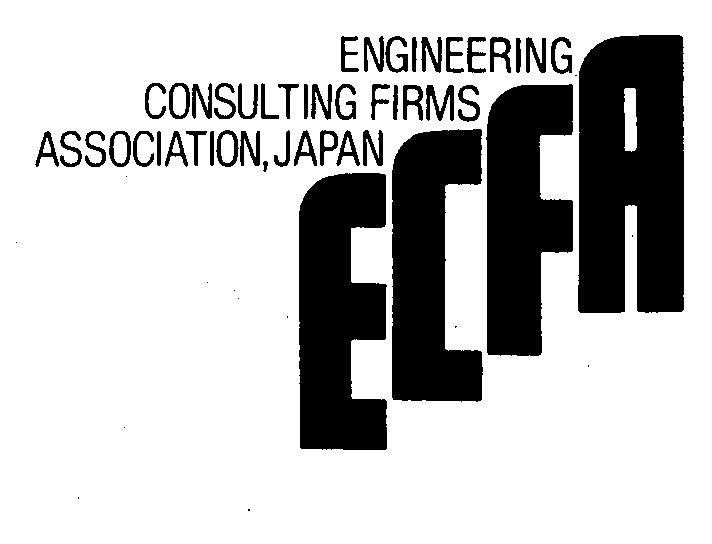 ENGINEERING
CONSULTING FIRMS
ASSOCIATION, JAPAN
ECFA